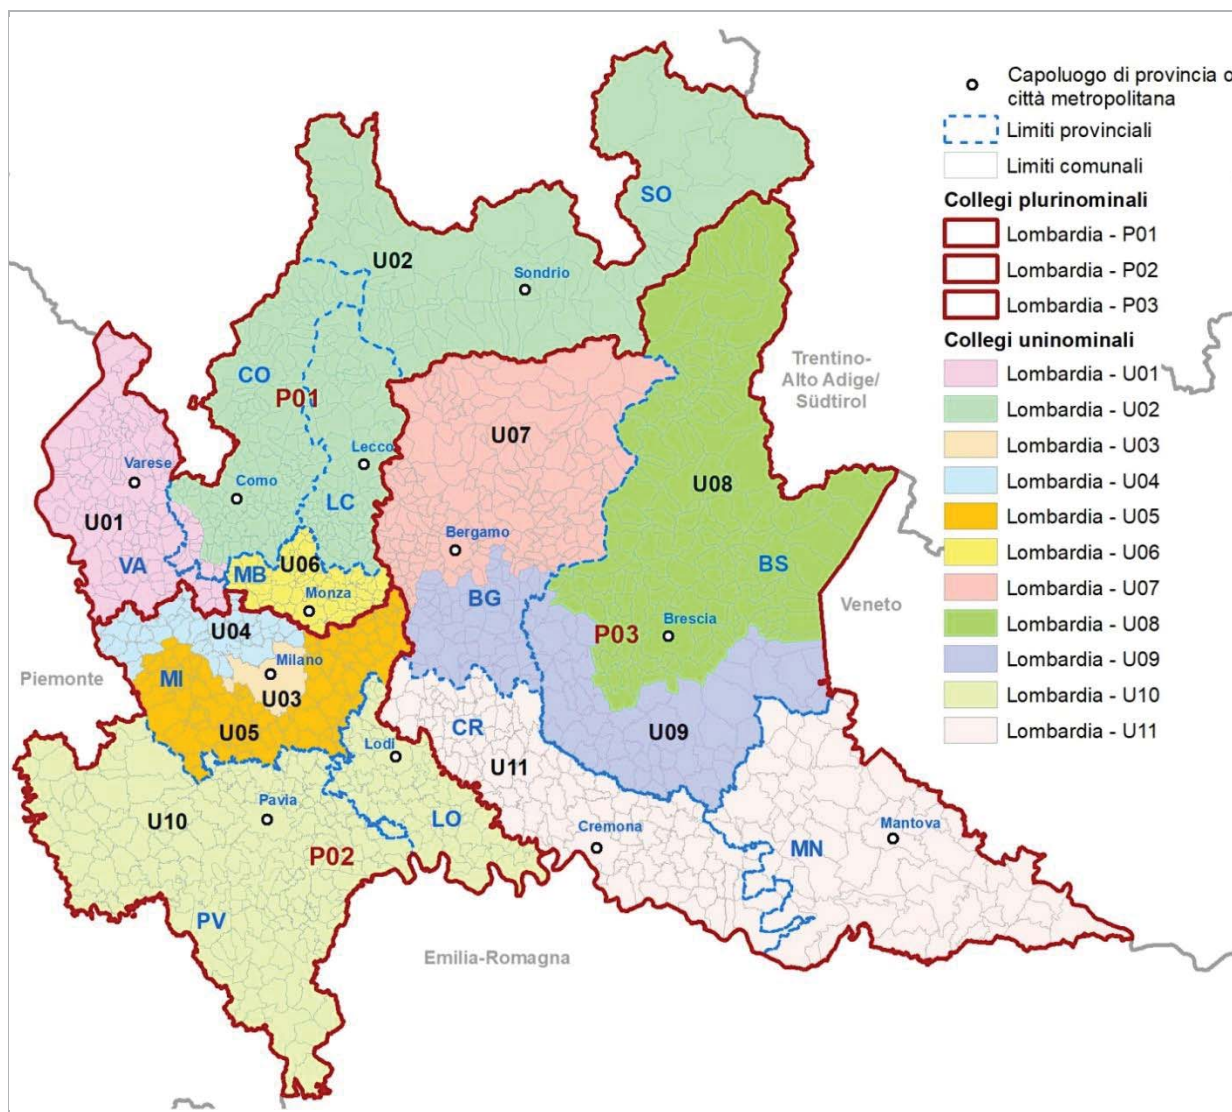 Capoluogo di provincia o
città metropolitana
Limiti provinciali
Limiti comunali
Collegi plurinominali
Lombardia - P01
Lombardia - P02
Lombardia - P03
Collegi uninominali
Lombardia - U01
Lombardia - U02
Lombardia - U03
Lombardia - U04
Lombardia - U05
Lombardia - U06
Lombardia - U07
Lombardia - U08
Lombardia - U09
Lombardia - U10
Lombardia - U11
SO
U02
Sondrio
Trentino-
Alto Adige/
Südtirol
CO
P01
U07
Varese
Lecco
Como
U08
LC
U01
Bergamo
VA
MB
U06
BS
Monza
BG
Veneto
U04
P03
Brescia
Piemonte
MI
Milano
U03
U05
CR
U09
Lodi
U11
Pavia
U10
LO
Cremona
Mantova
MN
P02
PV
Emilia-Romagna